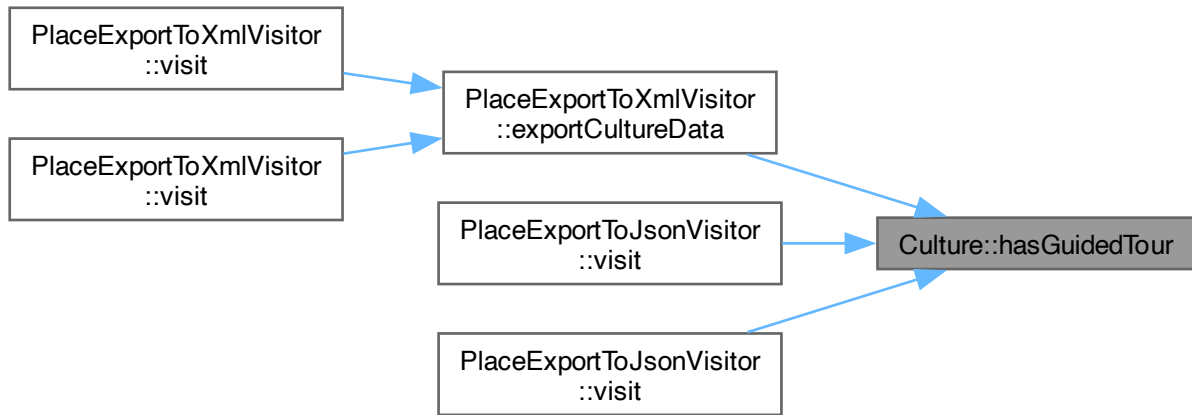 PlaceExportToXmlVisitor
::visit
PlaceExportToXmlVisitor
::exportCultureData
PlaceExportToXmlVisitor
::visit
PlaceExportToJsonVisitor
::visit
Culture::hasGuidedTour
PlaceExportToJsonVisitor
::visit